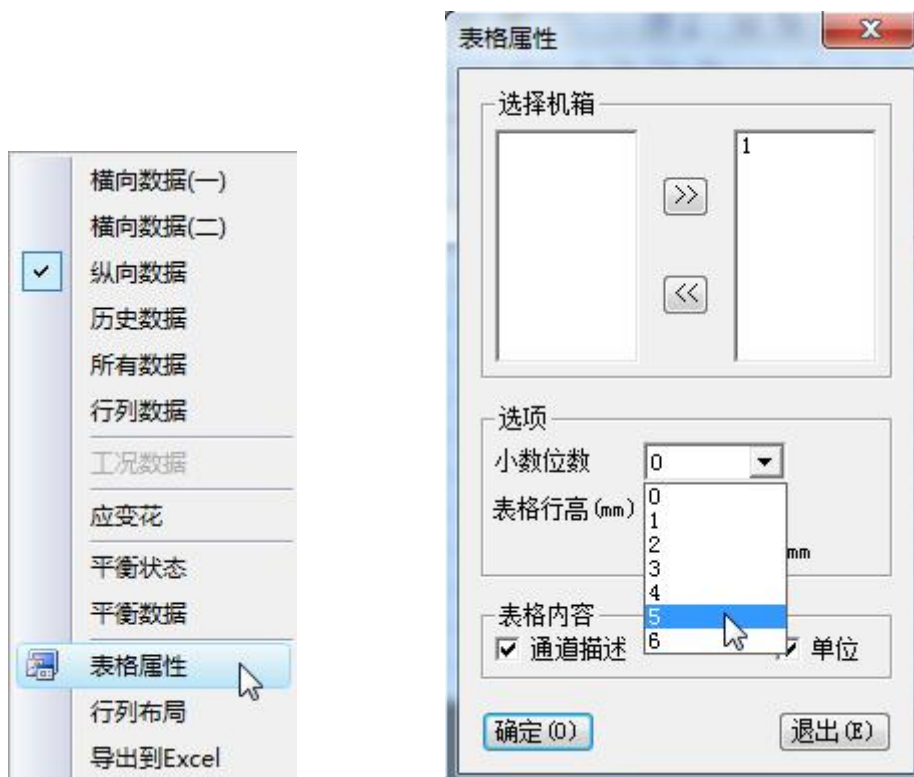 横向数据(一)
横向数据(二)
纵向数据
历史数据
所有数据
行列数据
工况数据
应变花
平衡状态
平衡数据
表格属性
行列布局
导出到Excel
表格属性
选择机箱
1
>>
<<
选项
小数位数 0
0
表格行高(mm)
1
2
mm
3
4
5
6
表格内容
通道描述
单位
确定(O)
退出(E)